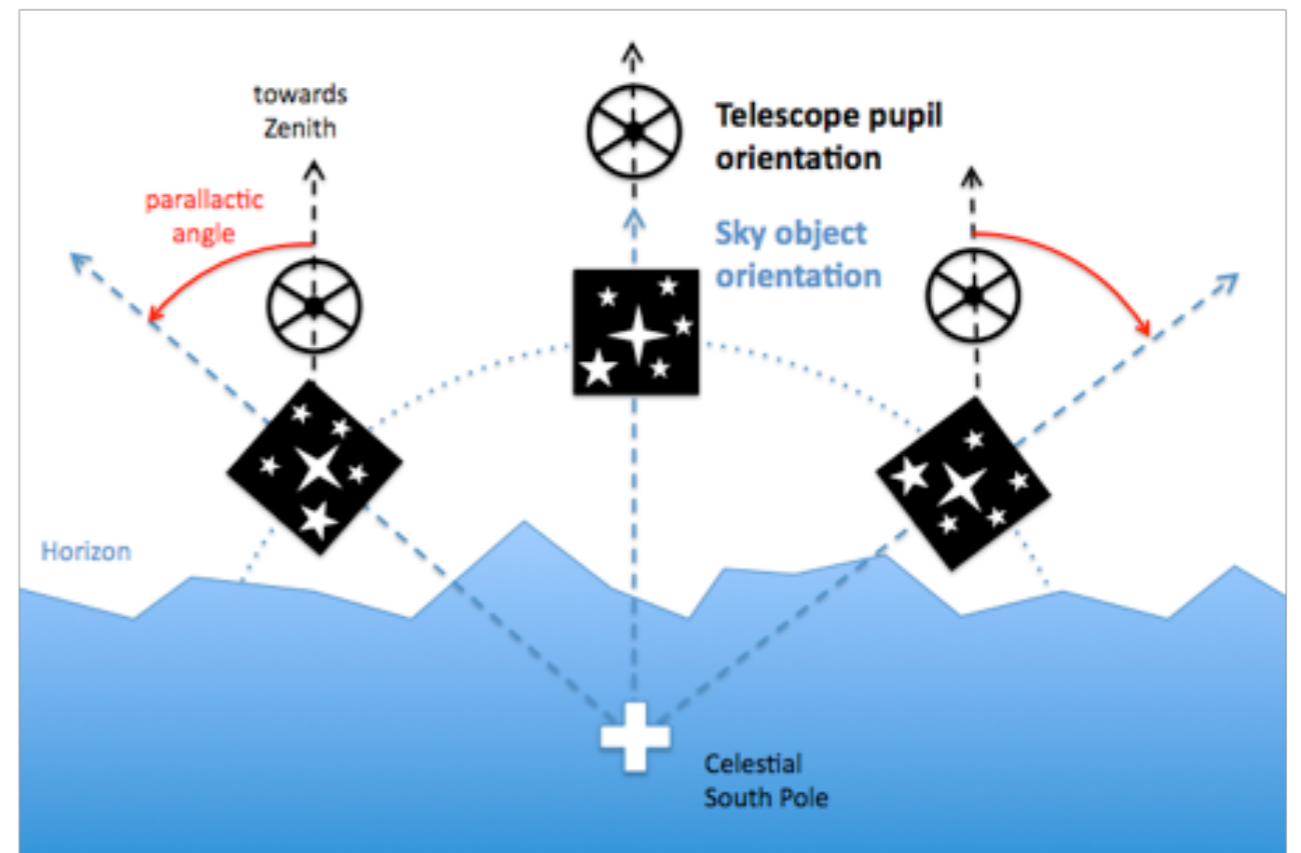 towards
Zenith
Telescope pupil
orientation
parallactic
angle
Sky object
orientation
Horizon
Celestial
South Pole